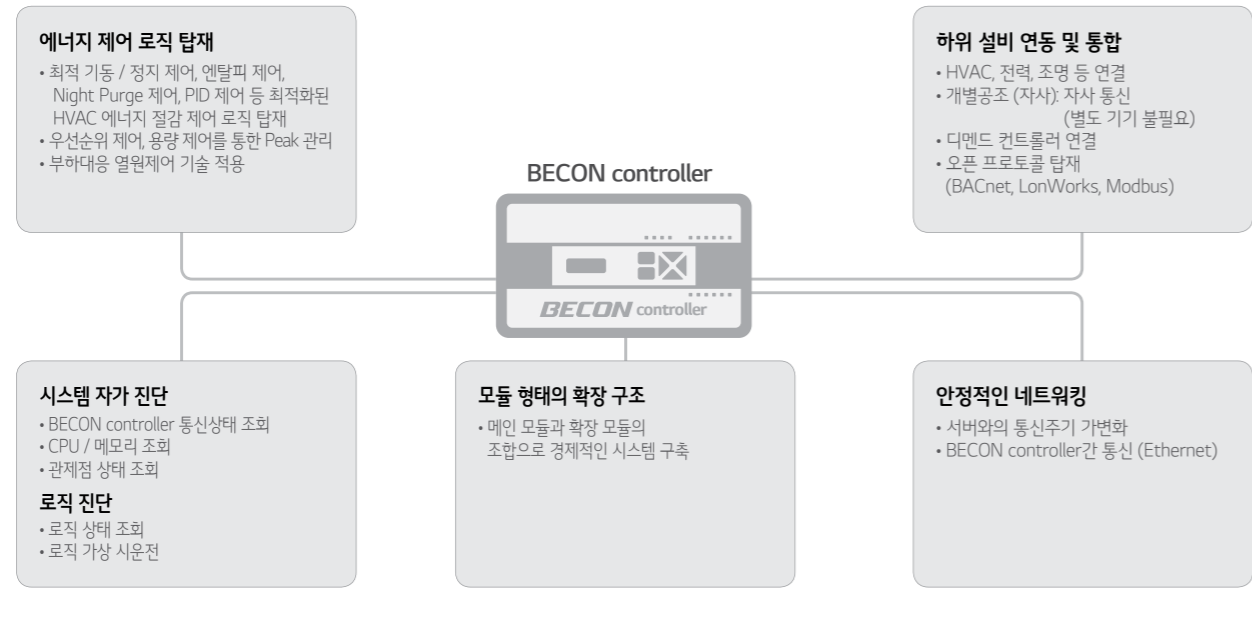 에너지 제어 로직 탑재
• 최적 기동 / 정지 제어, 엔탈피 제어,
Night Purge 제어, PID 제어 등 최적화된
HVAC 에너지 절감 제어 로직 탑재
• 우선순위 제어, 용량 제어를 통한 Peak 관리
• 부하대응 열원제어 기술 적용
하위 설비 연동 및 통합
• HVAC, 전력, 조명 등 연결
• 개별공조 (자사): 자사 통신
(별도 기기 불필요)
• 디멘드 컨트롤러 연결
• 오픈 프로토콜 탑재
(BACnet, LonWorks, Modbus)
BECON controller
BECON controller
시스템 자가 진단
• BECON controller 통신상태 조회
• CPU / 메모리 조회
• 관제점 상태 조회
로직 진단
• 로직 상태 조회
• 로직 가상 시운전
모듈 형태의 확장 구조
• 메인 모듈과 확장 모듈의
조합으로 경제적인 시스템 구축
안정적인 네트워킹
• 서버와의 통신주기 가변화
• BECON controller간 통신 (Ethernet)